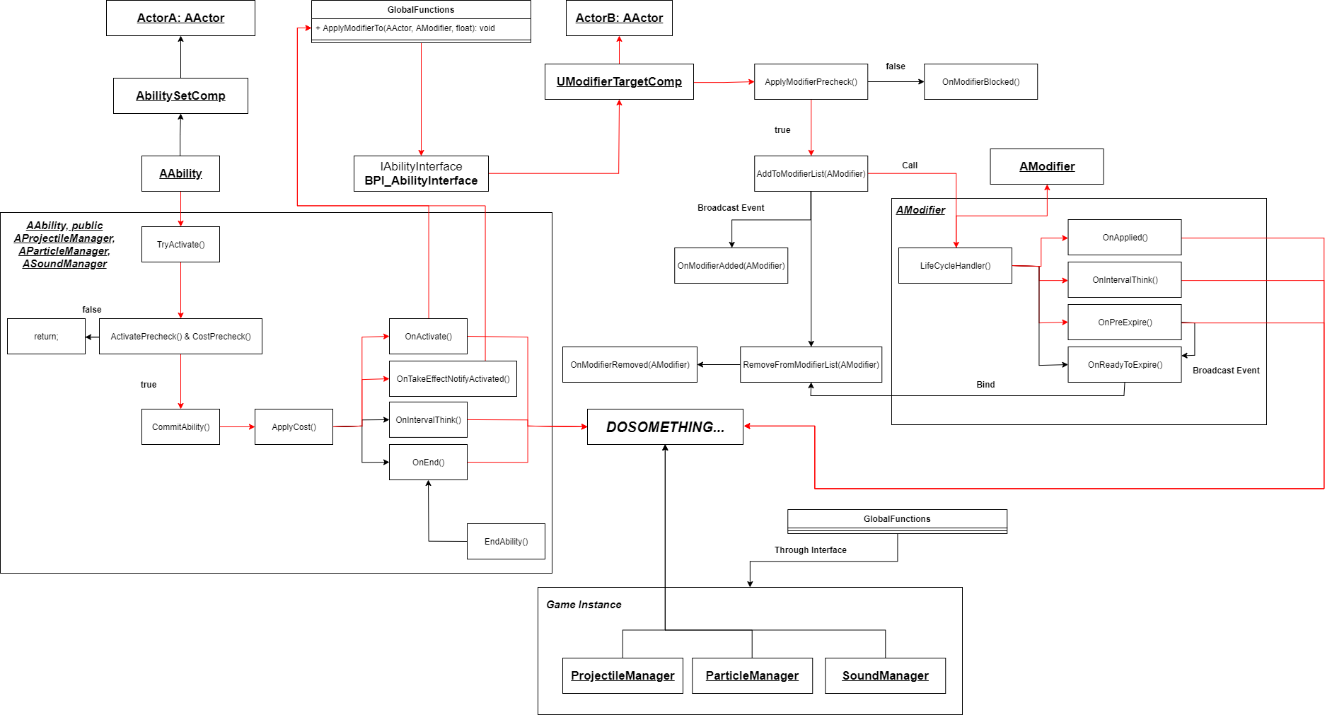 ActorA: AActor
GlobalFunctions
+ ApplyModifierTo(AActor, AModifier, float): void
ActorB: AActor
AbilitySetComp
UModifierTargetComp
ApplyModifierPrecheck()
false
OnModifierBlocked()
true
AAbility
IAbilityInterface
BPI_AbilityInterface
AddToModifierList(AModifier)
Call
AModifier
Broadcast Event
OnModifierAdded(AModifier)
AModifier
LifeCycleHandler()
OnApplied()
OnIntervalThink()
OnPreExpire()
OnReadyToExpire()
Broadcast Event
Bind
OnModifierRemoved(AModifier)
RemoveFromModifierList(AModifier)
AAbility, public
AProjectileManager,
AParticleManager,
ASoundManager
TryActivate()
false
return;
ActivatePrecheck() & CostPrecheck()
true
CommitAbility()
ApplyCost()
OnActivate()
OnTakeEffectNotifyActivated()
OnIntervalThink()
OnEnd()
EndAbility()
DOSOMETHING...
GlobalFunctions
Through Interface
Game Instance
ProjectileManager
ParticleManager
SoundManager